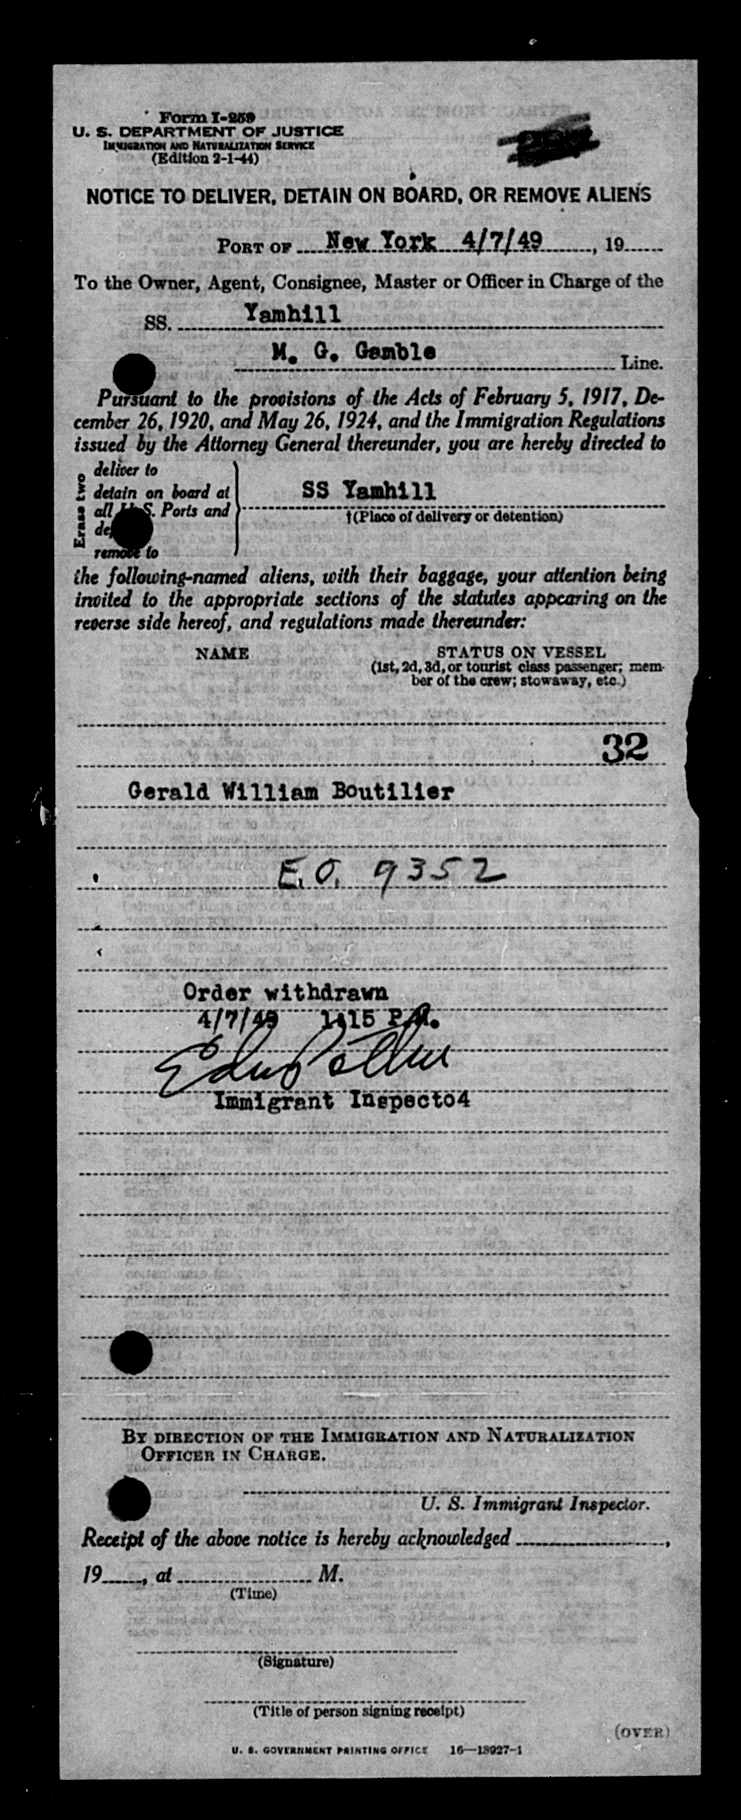 Form I-259
U. S. DEPARTMENT OF JUSTICE
IMMIGRATION AND NATURALIZATION SERVICE
(Edition 2-1-44)
NOTICE TO DELIVER, DETAIN ON BOARD, OR REMOVE ALIENS
PORT OF New York 4/7/49, 19
To the Owner, Agent, Consignee, Master or Officer in Charge of the
SS. Yamhill
M. G. Gamble Line.
Pursuant to the provisions of the Acts of February 5, 1917, De-
cember 26, 1920, and May 26, 1924, and the Immigration Regulations
issued by the Attorney General thereunder, you are hereby directed to
Erase two
deliver to
detain on board at
all U. S. Ports and
remove to
SS Yamhill
†(Place of delivery or detention)
the following-named aliens, with their baggage, your attention being
invited to the appropriate sections of the statutes appearing on the
reverse side hereof, and regulations made thereunder:
NAME
STATUS ON VESSEL
(1st, 2d, 3d, or tourist class passenger; mem-
ber of the crew; stowaway, etc.)
32
Gerald William Boutilier
E.O. 9352
Order withdrawn
4/7/49 1:15 P.M.
Immigrant Inspecto4
BY DIRECTION OF THE IMMIGRATION AND NATURALIZATION
OFFICER IN CHARGE.
U. S. Immigrant Inspector.
Receipt of the above notice is hereby acknowledged ,
19 , at M.
(Time)
(Signature)
(Title of person signing receipt)
(OVER)
U. S. GOVERNMENT PRINTING OFFICE 16—13927-1